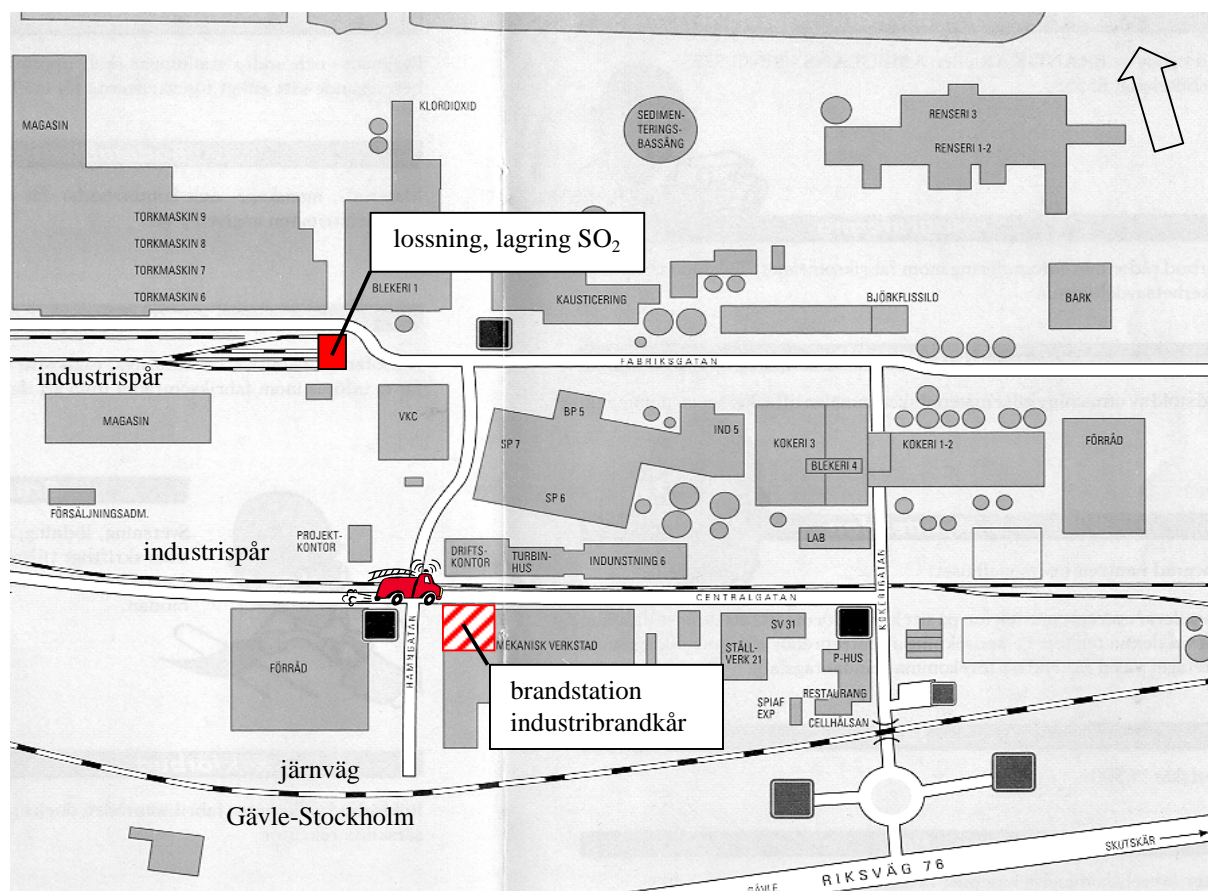 KLORDIOXID
MAGASIN
SEDIMEN-
TERINGS-
BASSÄNG
RENSERI 3
RENSERI 1-2
TORKMASKIN 9
TORKMASKIN 8
TORKMASKIN 7
TORKMASKIN 6
lossning, lagring SO₂
BLEKERI 1
KAUSTICERING
BJÖRKFLISSILO
BARK
FABRIKSGATAN
industrispår
MAGASIN
VKC
BP 5
SP 7
IND 5
SP 6
KOKERI 3
BLEKERI 4
KOKERI 1-2
FÖRRÅD
FÖRSÄLJNINGSADM.
industrispår
PROJEKT-
KONTOR
DRIFTS-
KONTOR
TURBIN-
HUS
INDUNSTNING 6
LAB
KOKERIGATAN
CENTRALGATAN
HAMNGATAN
FÖRRÅD
MEKANISK VERKSTAD
SV 31
STÄLL-
VERK 21
P-HUS
SPIAF
EXP
RESTAURANG
CELLHÄLSAN
brandstation
industribrandkår
järnväg
Gävle-Stockholm
RIKSVÄG 76
SKUTSKÄR
GÄVLE